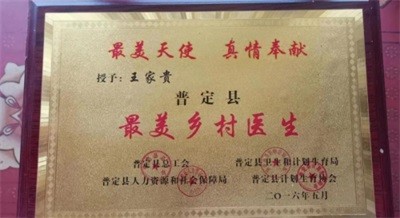 最美天使 真情奉献
授予：王家贵
普定县
最美乡村医生
普定县总工会 普定县卫生和计划生育局
普定县人力资源和社会保障局 普定县计划生育协会
二〇一六年五月